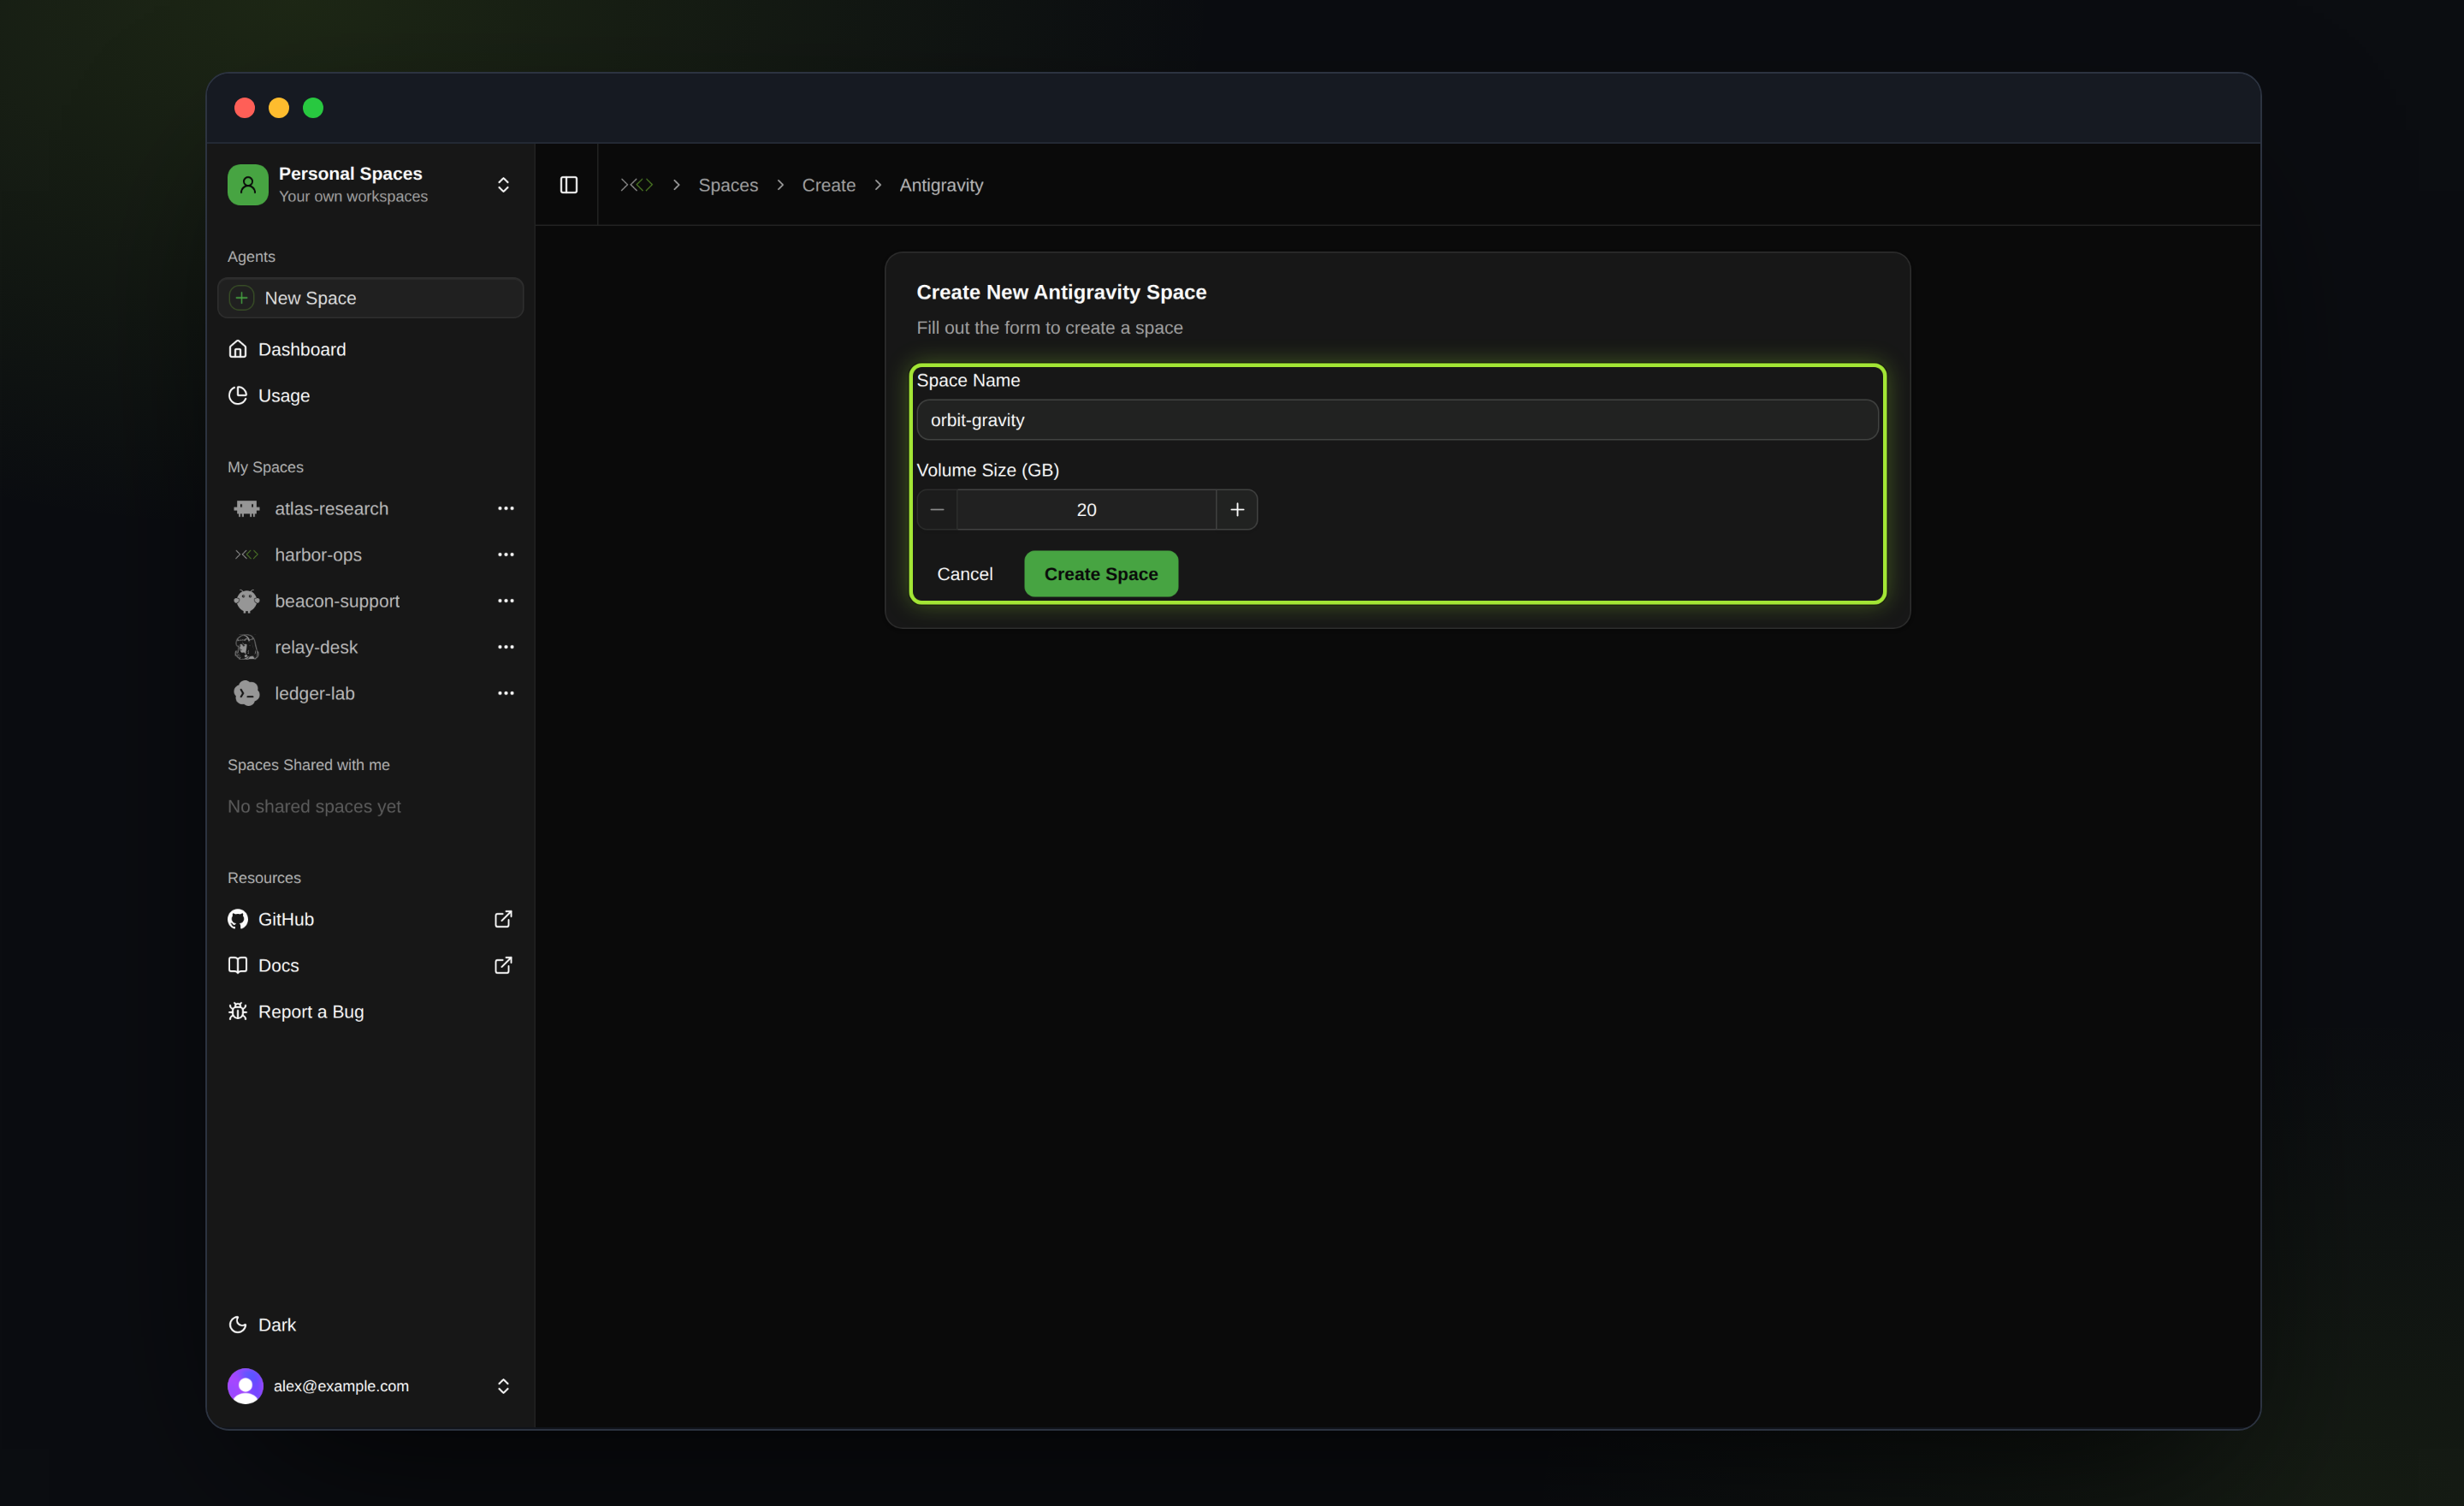 Personal Spaces
Your own workspaces
Agents
New Space
Dashboard
Usage
My Spaces
atlas-research
harbor-ops
beacon-support
relay-desk
ledger-lab
Spaces Shared with me
No shared spaces yet
Resources
GitHub
Docs
Report a Bug
Dark
alex@example.com
Spaces
Create
Antigravity
Create New Antigravity Space
Fill out the form to create a space
Space Name
orbit-gravity
Volume Size (GB)
20
Cancel
Create Space